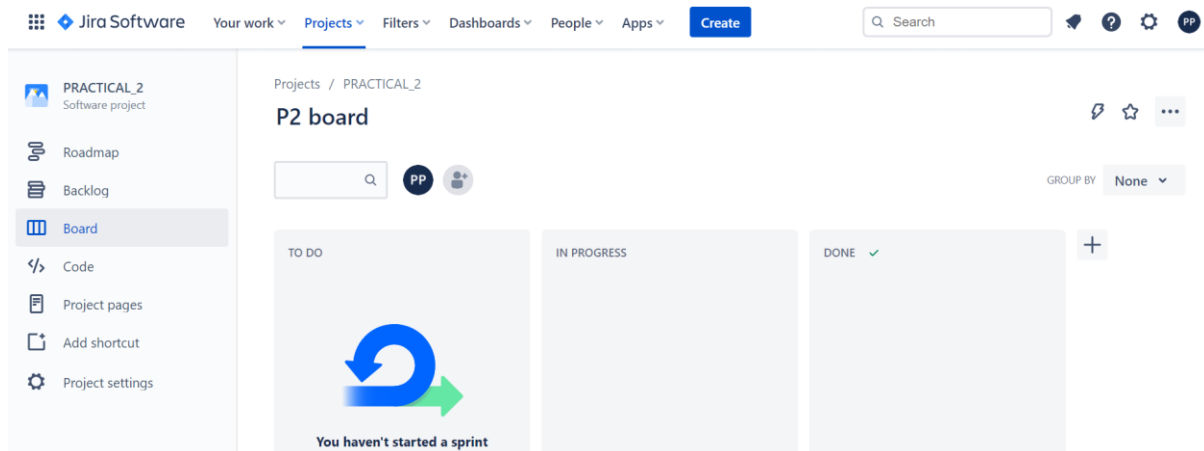 Jira Software Your work Projects Filters Dashboards People Apps Create Search PP
PRACTICAL_2
Software project
Roadmap
Backlog
Board
Code
Project pages
Add shortcut
Project settings
Projects / PRACTICAL_2
P2 board
PP
GROUP BY None
TO DO IN PROGRESS DONE
You haven't started a sprint